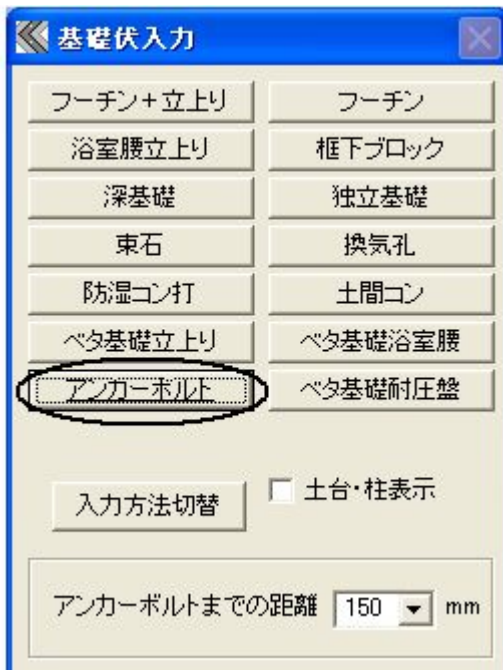 基礎伏入力
フーチン+立上り　フーチン
浴室腰立上り　框下ブロック
深基礎　独立基礎
束石　換気孔
防湿コン打　土間コン
ベタ基礎立上り　ベタ基礎浴室腰
アンカーボルト　ベタ基礎耐圧盤
入力方法切替　土台・柱表示
アンカーボルトまでの距離　150　mm